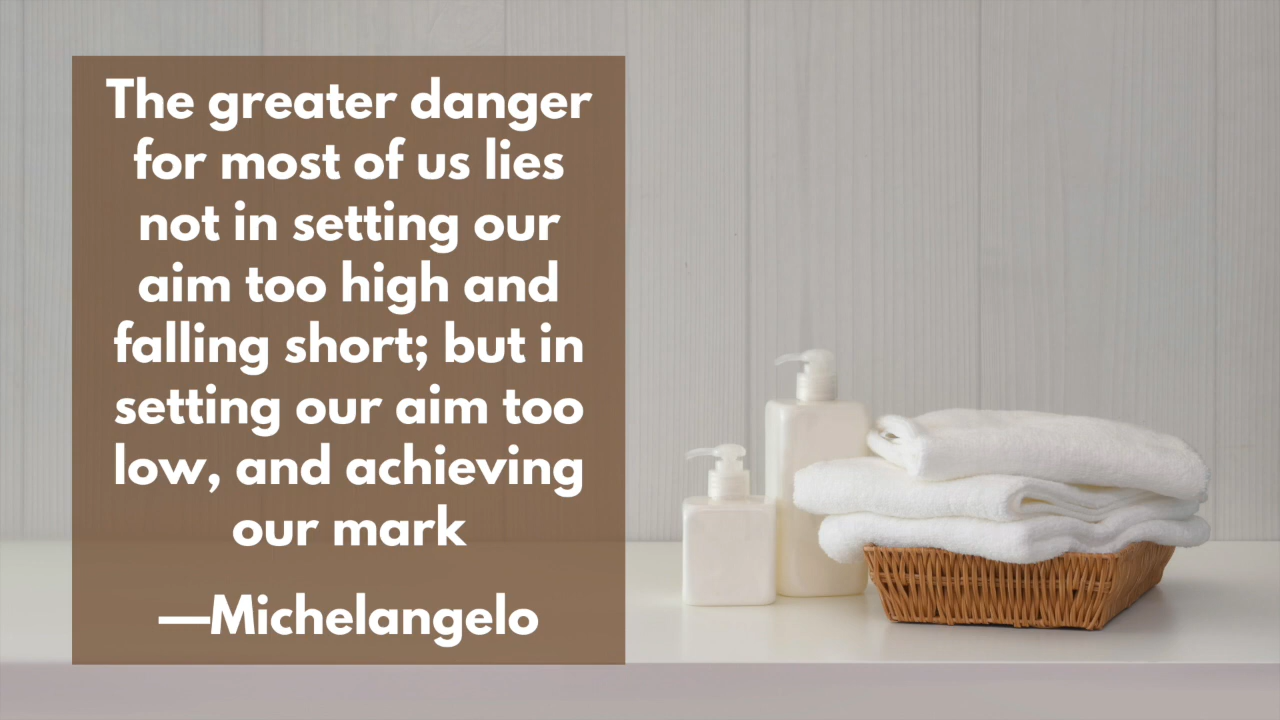 The greater danger
for most of us lies
not in setting our
aim too high and
falling short; but in
setting our aim too
low, and achieving
our mark
—Michelangelo